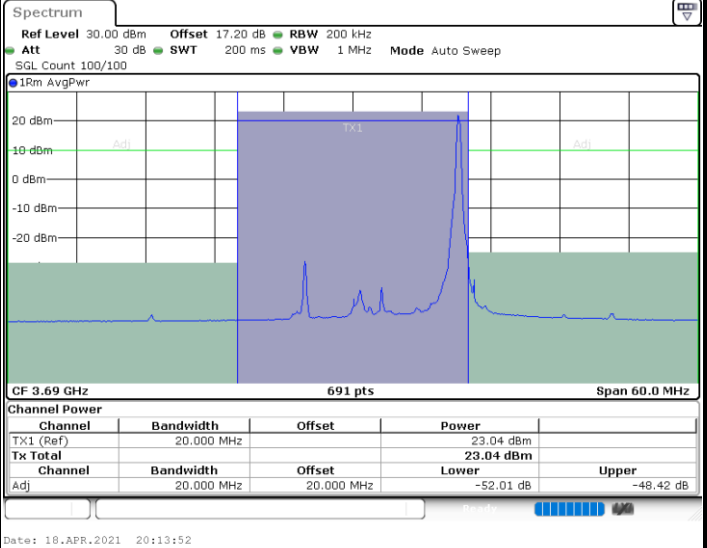 Spectrum
Ref Level 30.00 dBm Offset 17.20 dB RBW 200 kHz
Att 30 dB SWT 200 ms VBW 1 MHz Mode Auto Sweep
SGL Count 100/100
1Rm AvgPwr
20 dBm
TX1
10 dBm
Adj
Adj
0 dBm
-10 dBm
-20 dBm
CF 3.69 GHz 691 pts Span 60.0 MHz
Channel Power
Channel Bandwidth Offset Power
TX1 (Ref) 20.000 MHz 23.04 dBm
Tx Total 23.04 dBm
Channel Bandwidth Offset Lower Upper
Adj 20.000 MHz 20.000 MHz -52.01 dB -48.42 dB
Ready
Date: 18.APR.2021 20:13:52